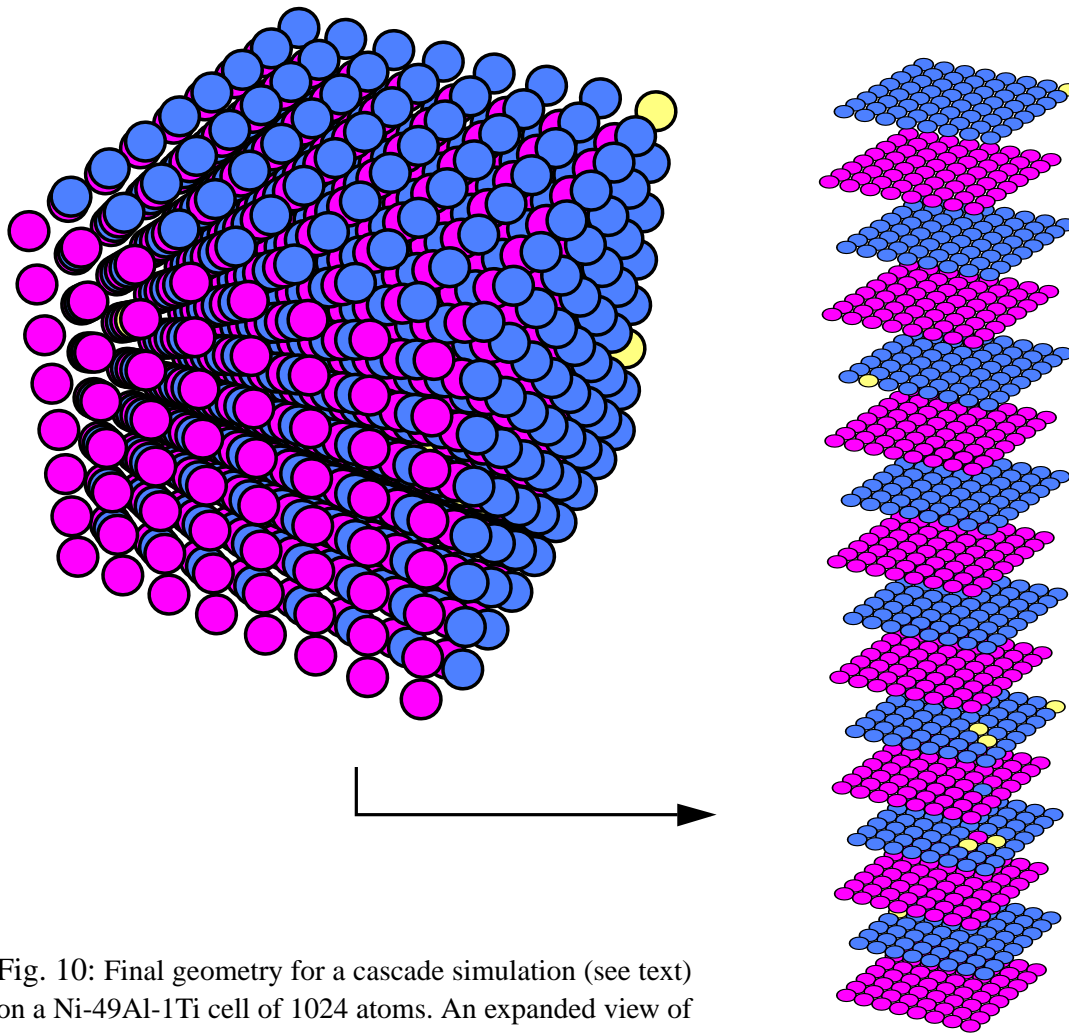 Fig. 10: Final geometry for a cascade simulation (see text)
on a Ni-49Al-1Ti cell of 1024 atoms. An expanded view of